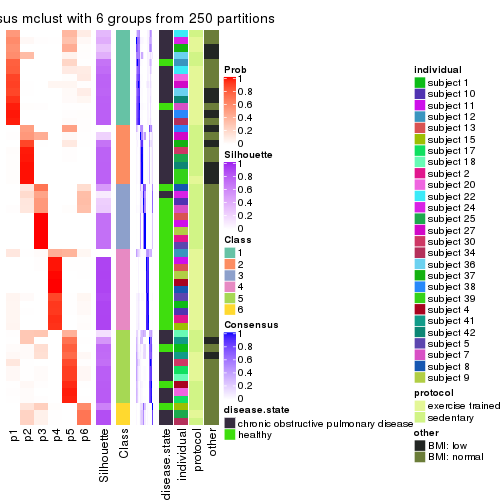 sus mclust with 6 groups from 250 partitions
p1
p2
p3
p4
p5
p6
Silhouette
Class
disease.state
individual
protocol
other
Prob
1
0.8
0.6
0.4
0.2
0
Silhouette
1
0.8
0.6
0.4
0.2
0
Class
1
2
3
4
5
6
Consensus
1
0.8
0.6
0.4
0.2
0
disease.state
chronic obstructive pulmonary disease
healthy
individual
subject 1
subject 10
subject 11
subject 12
subject 13
subject 15
subject 17
subject 18
subject 2
subject 20
subject 22
subject 24
subject 25
subject 27
subject 30
subject 34
subject 36
subject 37
subject 38
subject 39
subject 4
subject 41
subject 42
subject 5
subject 7
subject 8
subject 9
protocol
exercise trained
sedentary
other
BMI: low
BMI: normal